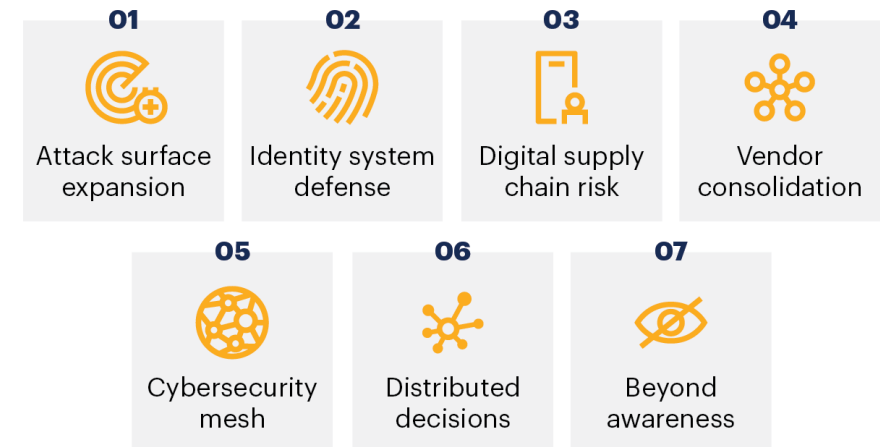 01
Attack surface
expansion
02
Identity system
defense
03
Digital supply
chain risk
04
Vendor
consolidation
05
Cybersecurity
mesh
06
Distributed
decisions
07
Beyond
awareness